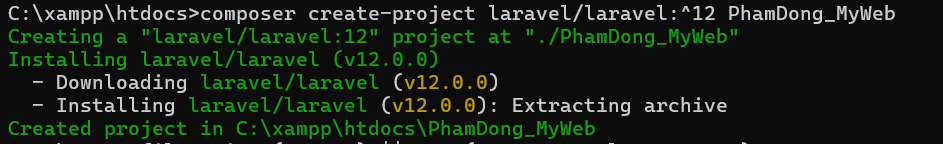 C:\xampp\htdocs>composer create-project laravel/laravel:^12 PhamDong_MyWeb
Creating a "laravel/laravel:12" project at "./PhamDong_MyWeb"
Installing laravel/laravel (v12.0.0)
- Downloading laravel/laravel (v12.0.0)
- Installing laravel/laravel (v12.0.0): Extracting archive
Created project in C:\xampp\htdocs\PhamDong_MyWeb